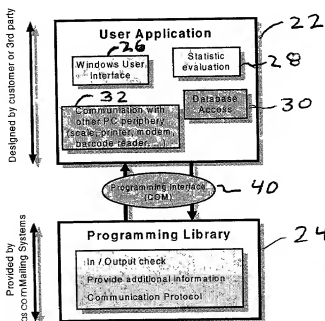 User Application
22
26
Windows User
Interface
Statistic
evaluation
28
32
Communication with
other PC periphery
(scale, printer, modem,
barcode reader, ...)
Database
Access
30
Designed by customer or 3rd party
Programming Interface
(COM)
40
Programming Library
24
In / Output check
Provide additional information
Communication Protocol
Provided by
Mailing Systems